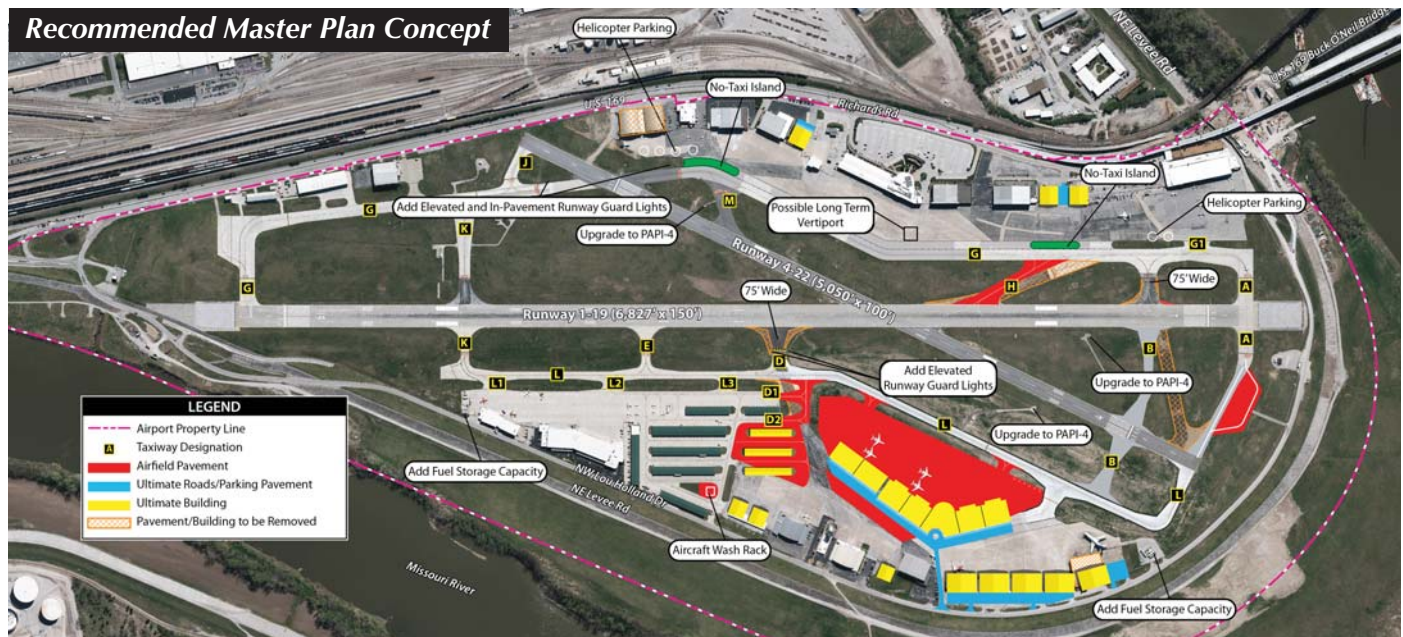 Recommended Master Plan Concept
Helicopter Parking
NE Levee Rd
U.S. 169 Buck O'Neil Bridge
U.S. 169
No-Taxi Island
Richards Rd
J
No-Taxi Island
G
Add Elevated and In-Pavement Runway Guard Lights
M
Possible Long Term
Vertiport
Helicopter Parking
K
Upgrade to PAPI-4
G
G1
Runway 4-22 (5,050' x 100')
G
75' Wide
H
75' Wide
A
Runway 1-19 (6,827' x 150')
K
E
D
B
A
L
L1
L2
L3
D1
Add Elevated
Runway Guard Lights
Upgrade to PAPI-4
D2
L
Upgrade to PAPI-4
B
L
LEGEND
Airport Property Line
A Taxiway Designation
Airfield Pavement
Ultimate Roads/Parking Pavement
Ultimate Building
Pavement/Building to be Removed
Add Fuel Storage Capacity
NW Lou Holland Dr
NE Levee Rd
Aircraft Wash Rack
Missouri River
Add Fuel Storage Capacity